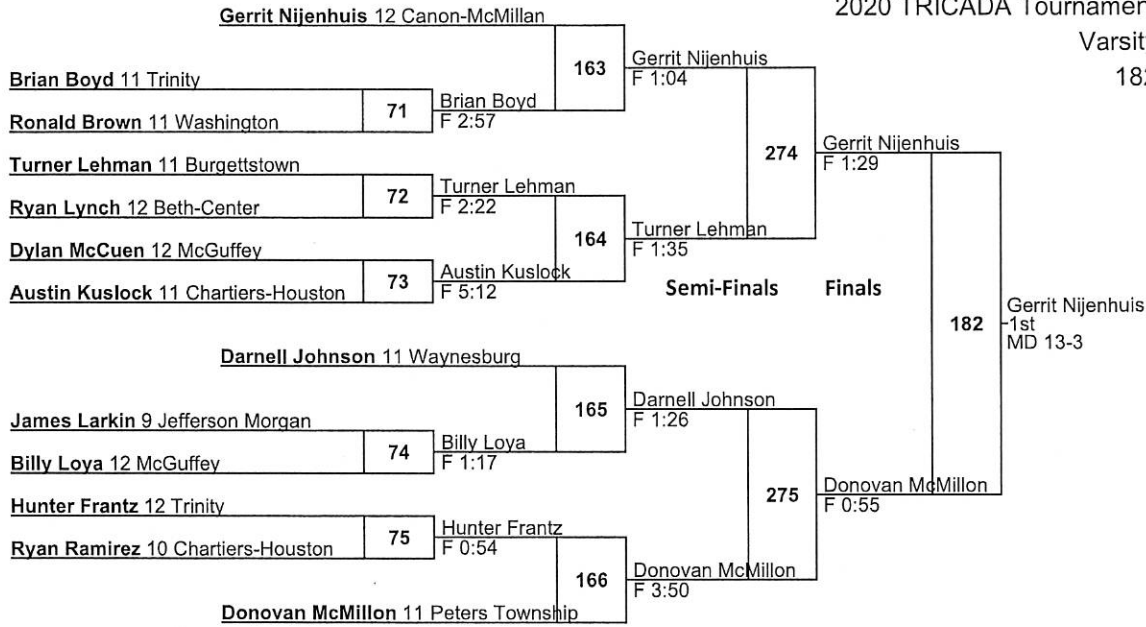 2020 TRICADA Tournamen
Varsit
182
Gerrit Nijenhuis 12 Canon-McMillan
163
Gerrit Nijenhuis
F 1:04
Brian Boyd 11 Trinity
71
Brian Boyd
F 2:57
Ronald Brown 11 Washington
274
Gerrit Nijenhuis
F 1:29
Turner Lehman 11 Burgettstown
72
Turner Lehman
F 2:22
Ryan Lynch 12 Beth-Center
164
Turner Lehman
F 1:35
Dylan McCuen 12 McGuffey
73
Austin Kuslock
F 5:12
Austin Kuslock 11 Chartiers-Houston
Semi-Finals Finals
182
Gerrit Nijenhuis
1st
MD 13-3
Darnell Johnson 11 Waynesburg
165
Darnell Johnson
F 1:26
James Larkin 9 Jefferson Morgan
74
Billy Loya
F 1:17
Billy Loya 12 McGuffey
275
Donovan McMillon
F 0:55
Hunter Frantz 12 Trinity
75
Hunter Frantz
F 0:54
Ryan Ramirez 10 Chartiers-Houston
166
Donovan McMillon
F 3:50
Donovan McMillon 11 Peters Township